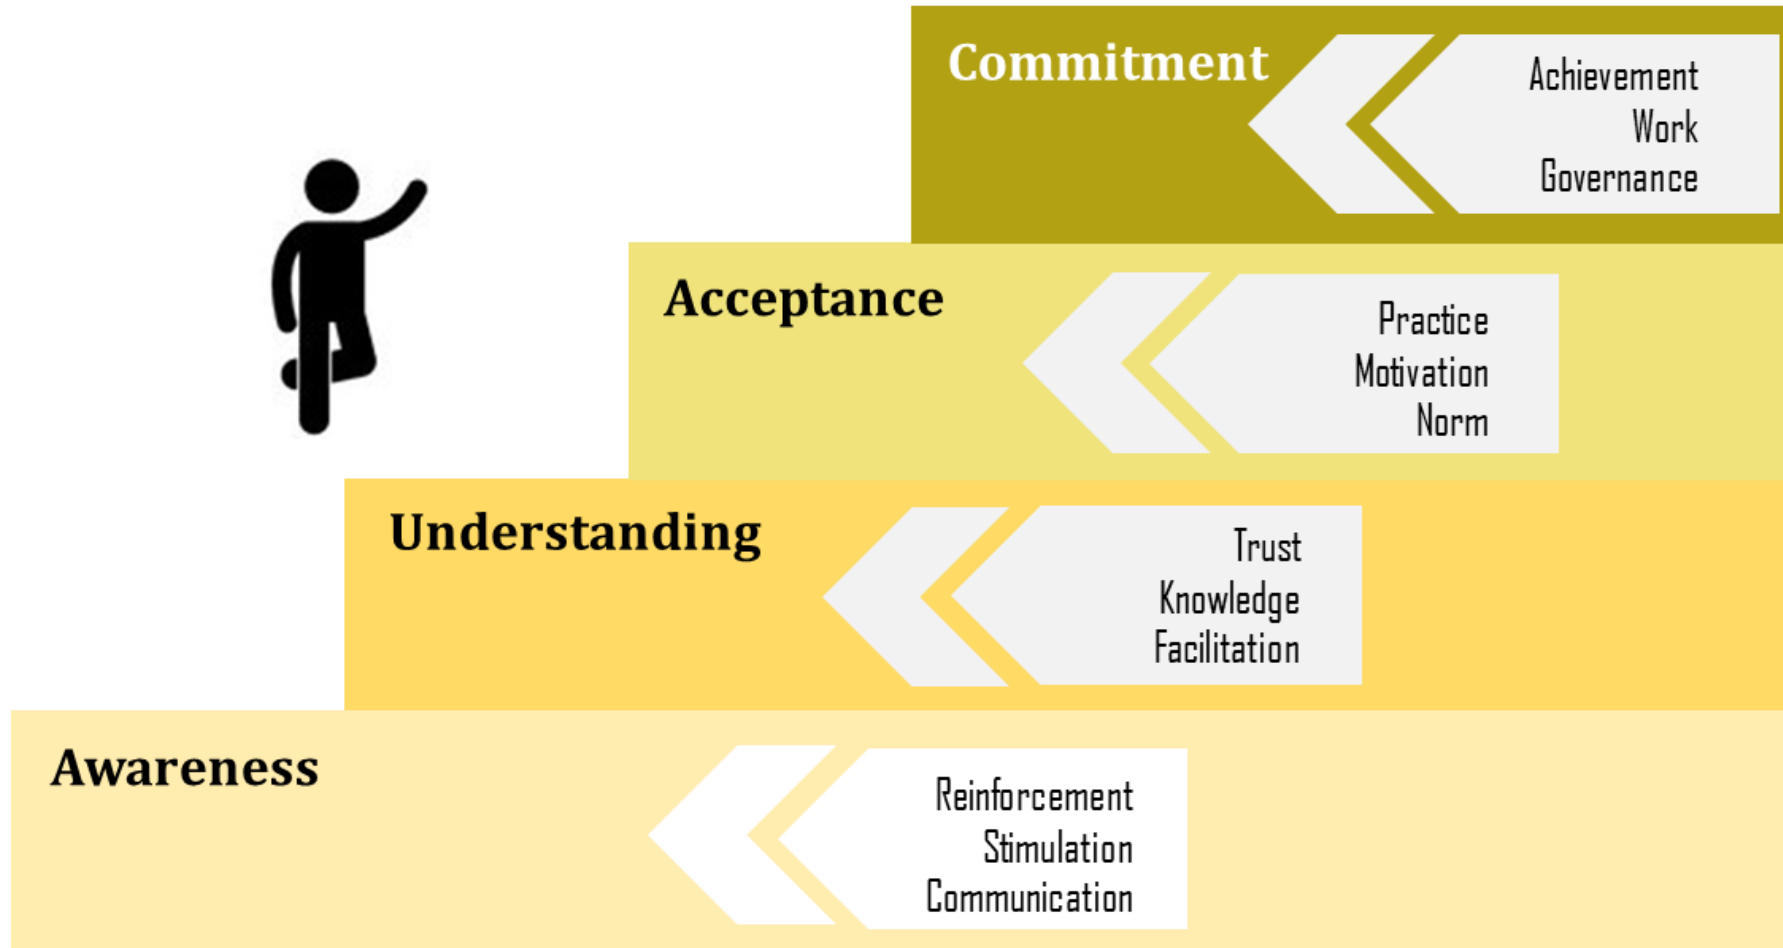 Commitment
Achievement
Work
Governance
Acceptance
Practice
Motivation
Norm
Understanding
Trust
Knowledge
Facilitation
Awareness
Reinforcement
Stimulation
Communication